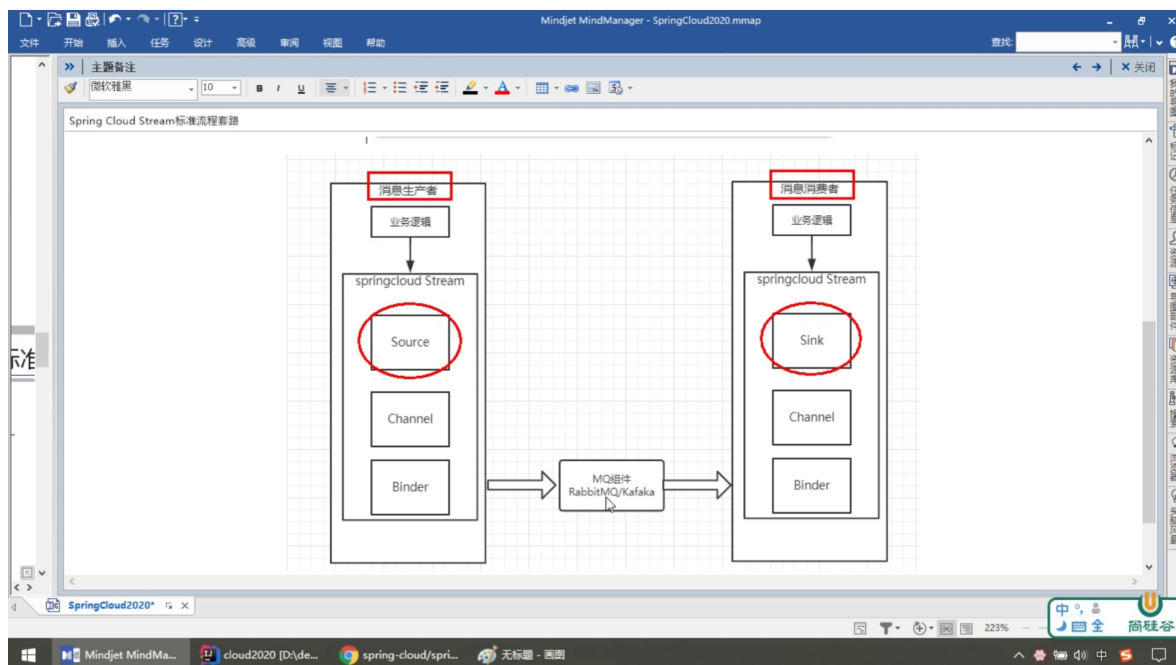 Mindjet MindManager - SpringCloud2020.mmap
文件 开始 插入 任务 设计 高级 审阅 视图 帮助
查找:
主题备注
关闭
微软雅黑 10 B I U
Spring Cloud Stream标准流程套路
消息生产者
业务逻辑
springcloud Stream
Source
Channel
Binder
MQ组件
RabbitMQ/Kafaka
消息消费者
业务逻辑
springcloud Stream
Sink
Channel
Binder
标准
SpringCloud2020*
223%
中 全
尚硅谷
Mindjet MindMa...
cloud2020 [D:\de...
spring-cloud/spri...
无标题 - 画图
中